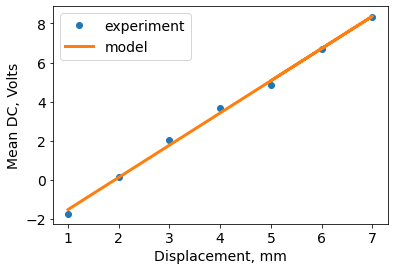 experiment
model
8
6
4
2
0
−2
Mean DC, Volts
1 2 3 4 5 6 7
Displacement, mm